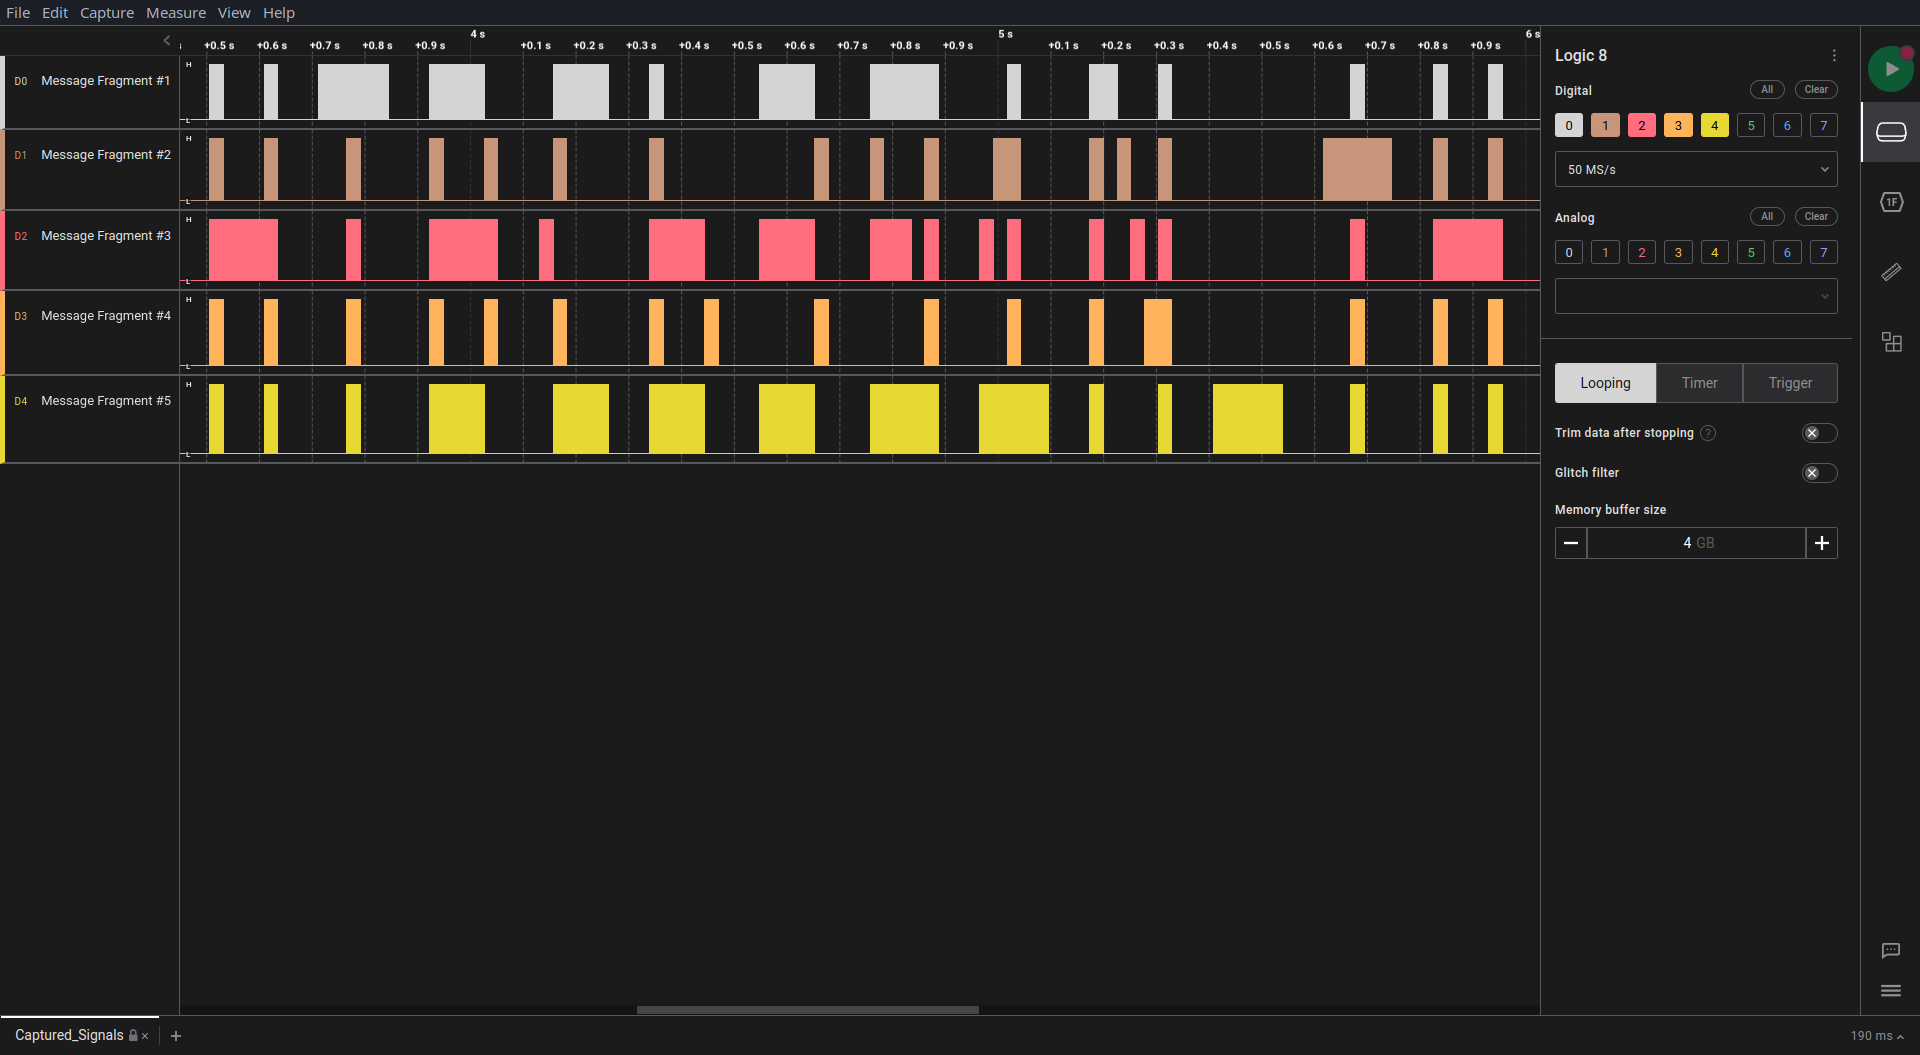 File Edit Capture Measure View Help
+0.5 s +0.6 s +0.7 s +0.8 s +0.9 s 4 s +0.1 s +0.2 s +0.3 s +0.4 s +0.5 s +0.6 s +0.7 s +0.8 s +0.9 s 5 s +0.1 s +0.2 s +0.3 s +0.4 s +0.5 s +0.6 s +0.7 s +0.8 s +0.9 s 6 s
D0 Message Fragment #1
H
L
D1 Message Fragment #2
H
L
D2 Message Fragment #3
H
L
D3 Message Fragment #4
H
L
D4 Message Fragment #5
H
L
Logic 8
Digital All Clear
0 1 2 3 4 5 6 7
50 MS/s
Analog All Clear
0 1 2 3 4 5 6 7
Looping Timer Trigger
Trim data after stopping ?
Glitch filter
Memory buffer size
4 GB
1F
Captured_Signals
190 ms